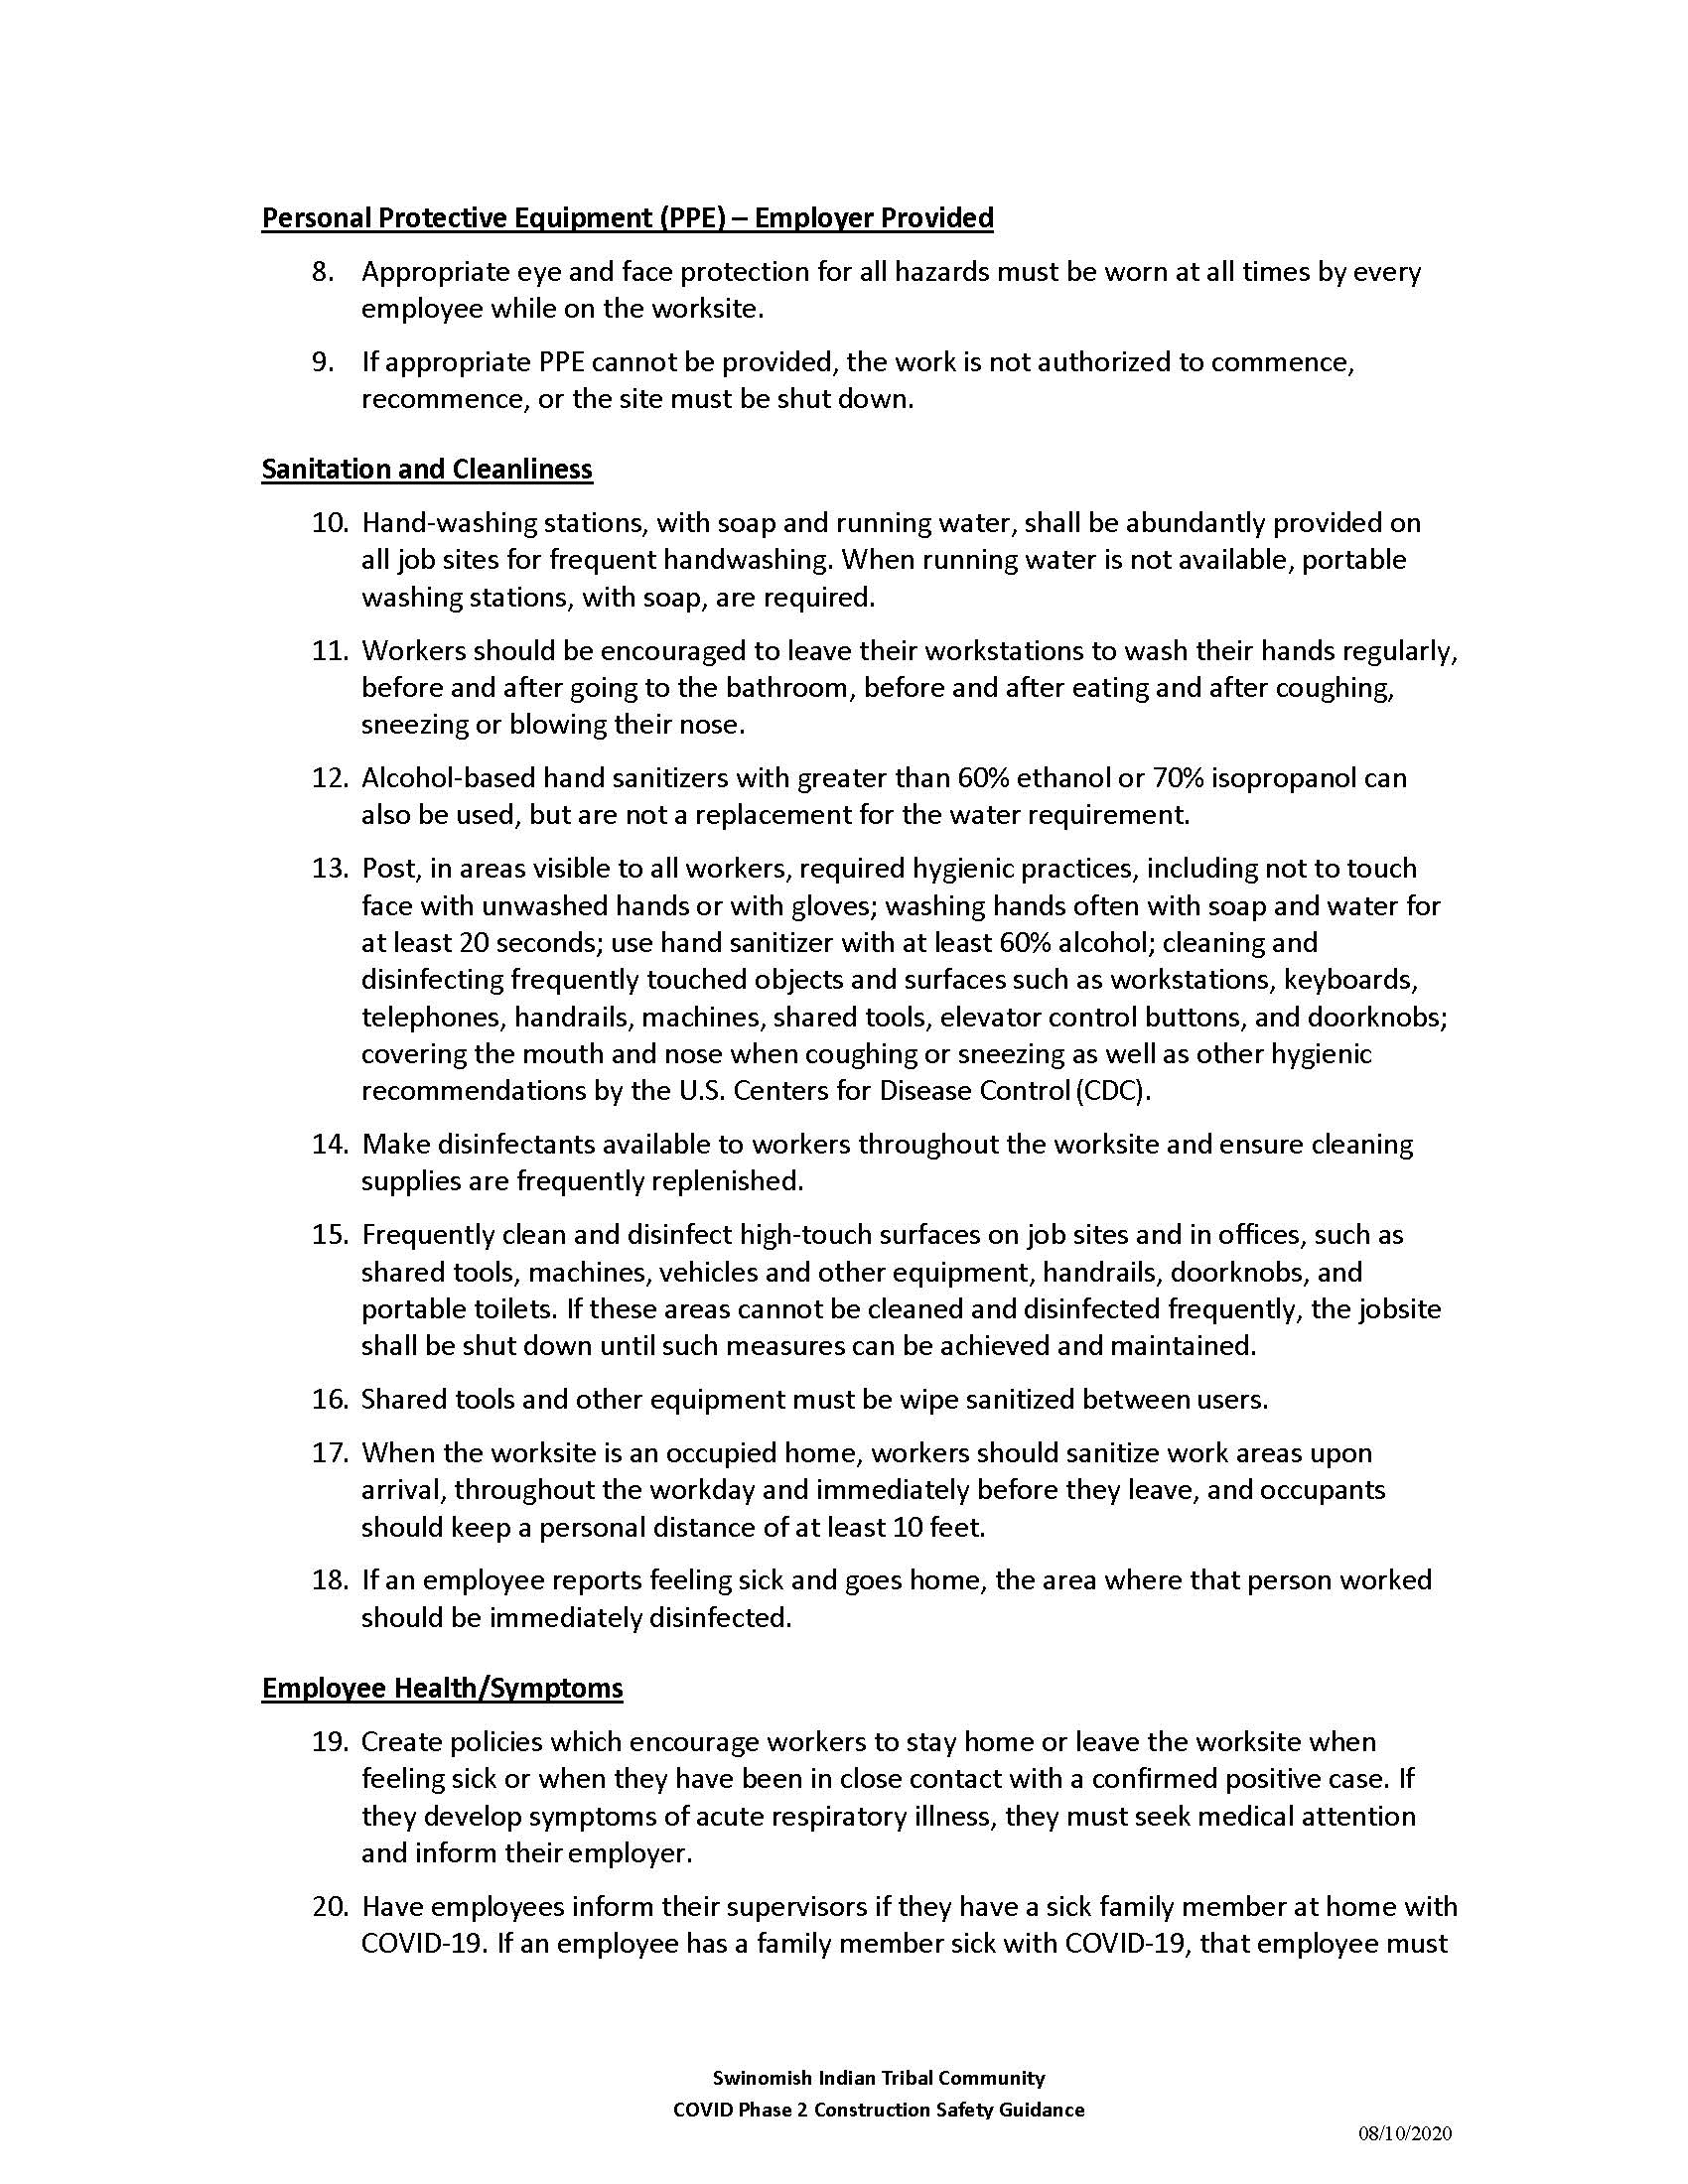 Personal Protective Equipment (PPE) – Employer Provided
8. Appropriate eye and face protection for all hazards must be worn at all times by every
employee while on the worksite.
9. If appropriate PPE cannot be provided, the work is not authorized to commence,
recommence, or the site must be shut down.
Sanitation and Cleanliness
10. Hand-washing stations, with soap and running water, shall be abundantly provided on
all job sites for frequent handwashing. When running water is not available, portable
washing stations, with soap, are required.
11. Workers should be encouraged to leave their workstations to wash their hands regularly,
before and after going to the bathroom, before and after eating and after coughing,
sneezing or blowing their nose.
12. Alcohol-based hand sanitizers with greater than 60% ethanol or 70% isopropanol can
also be used, but are not a replacement for the water requirement.
13. Post, in areas visible to all workers, required hygienic practices, including not to touch
face with unwashed hands or with gloves; washing hands often with soap and water for
at least 20 seconds; use hand sanitizer with at least 60% alcohol; cleaning and
disinfecting frequently touched objects and surfaces such as workstations, keyboards,
telephones, handrails, machines, shared tools, elevator control buttons, and doorknobs;
covering the mouth and nose when coughing or sneezing as well as other hygienic
recommendations by the U.S. Centers for Disease Control (CDC).
14. Make disinfectants available to workers throughout the worksite and ensure cleaning
supplies are frequently replenished.
15. Frequently clean and disinfect high-touch surfaces on job sites and in offices, such as
shared tools, machines, vehicles and other equipment, handrails, doorknobs, and
portable toilets. If these areas cannot be cleaned and disinfected frequently, the jobsite
shall be shut down until such measures can be achieved and maintained.
16. Shared tools and other equipment must be wipe sanitized between users.
17. When the worksite is an occupied home, workers should sanitize work areas upon
arrival, throughout the workday and immediately before they leave, and occupants
should keep a personal distance of at least 10 feet.
18. If an employee reports feeling sick and goes home, the area where that person worked
should be immediately disinfected.
Employee Health/Symptoms
19. Create policies which encourage workers to stay home or leave the worksite when
feeling sick or when they have been in close contact with a confirmed positive case. If
they develop symptoms of acute respiratory illness, they must seek medical attention
and inform their employer.
20. Have employees inform their supervisors if they have a sick family member at home with
COVID-19. If an employee has a family member sick with COVID-19, that employee must
Swinomish Indian Tribal Community
COVID Phase 2 Construction Safety Guidance
08/10/2020